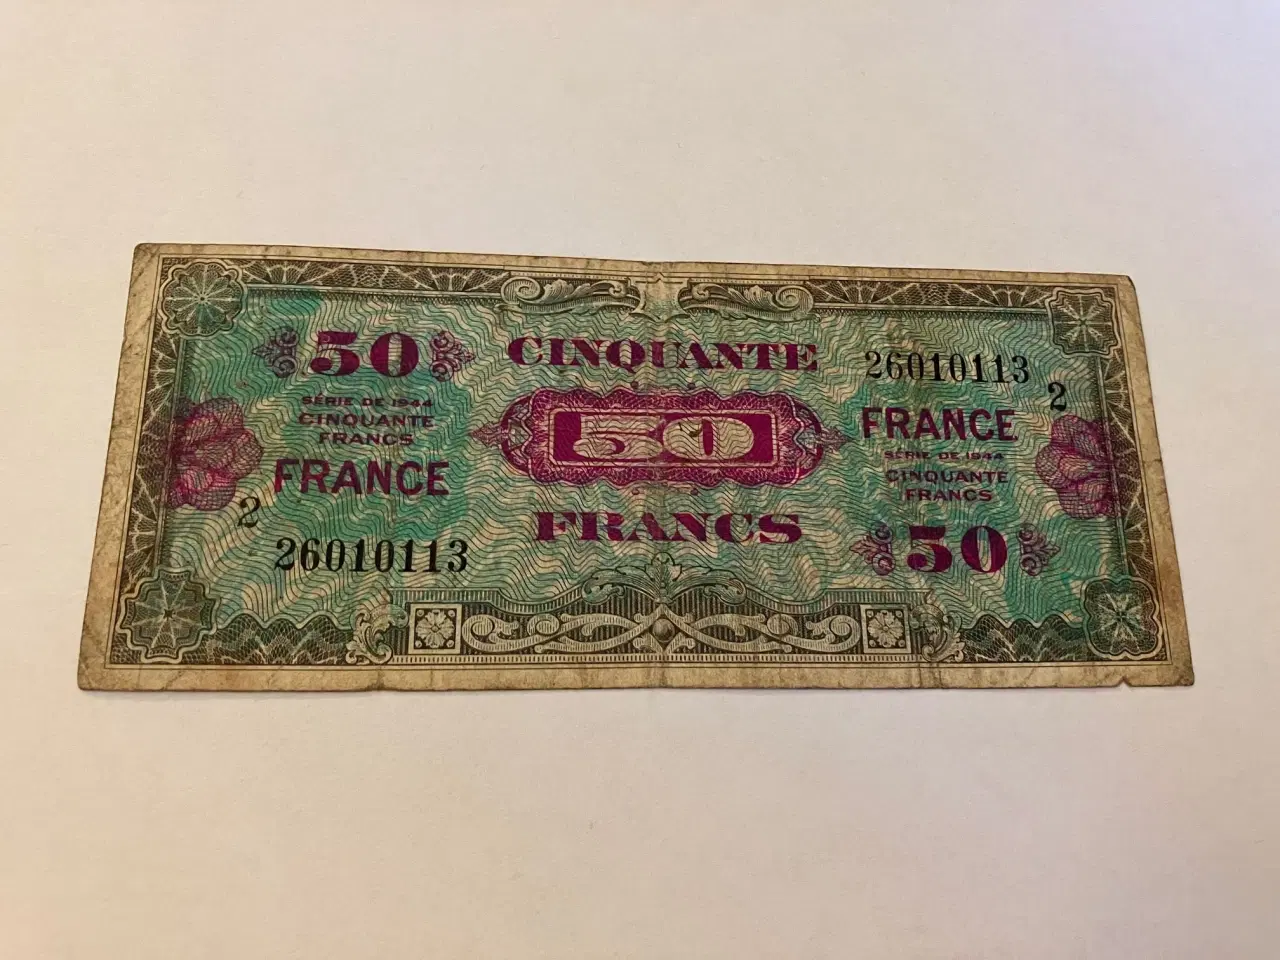 50
SÉRIE DE 1944
CINQUANTE
FRANCS
FRANCE
2
26010113
CINQUANTE
50
FRANCS
26010113
2
FRANCE
SÉRIE DE 1944
CINQUANTE
FRANCS
50